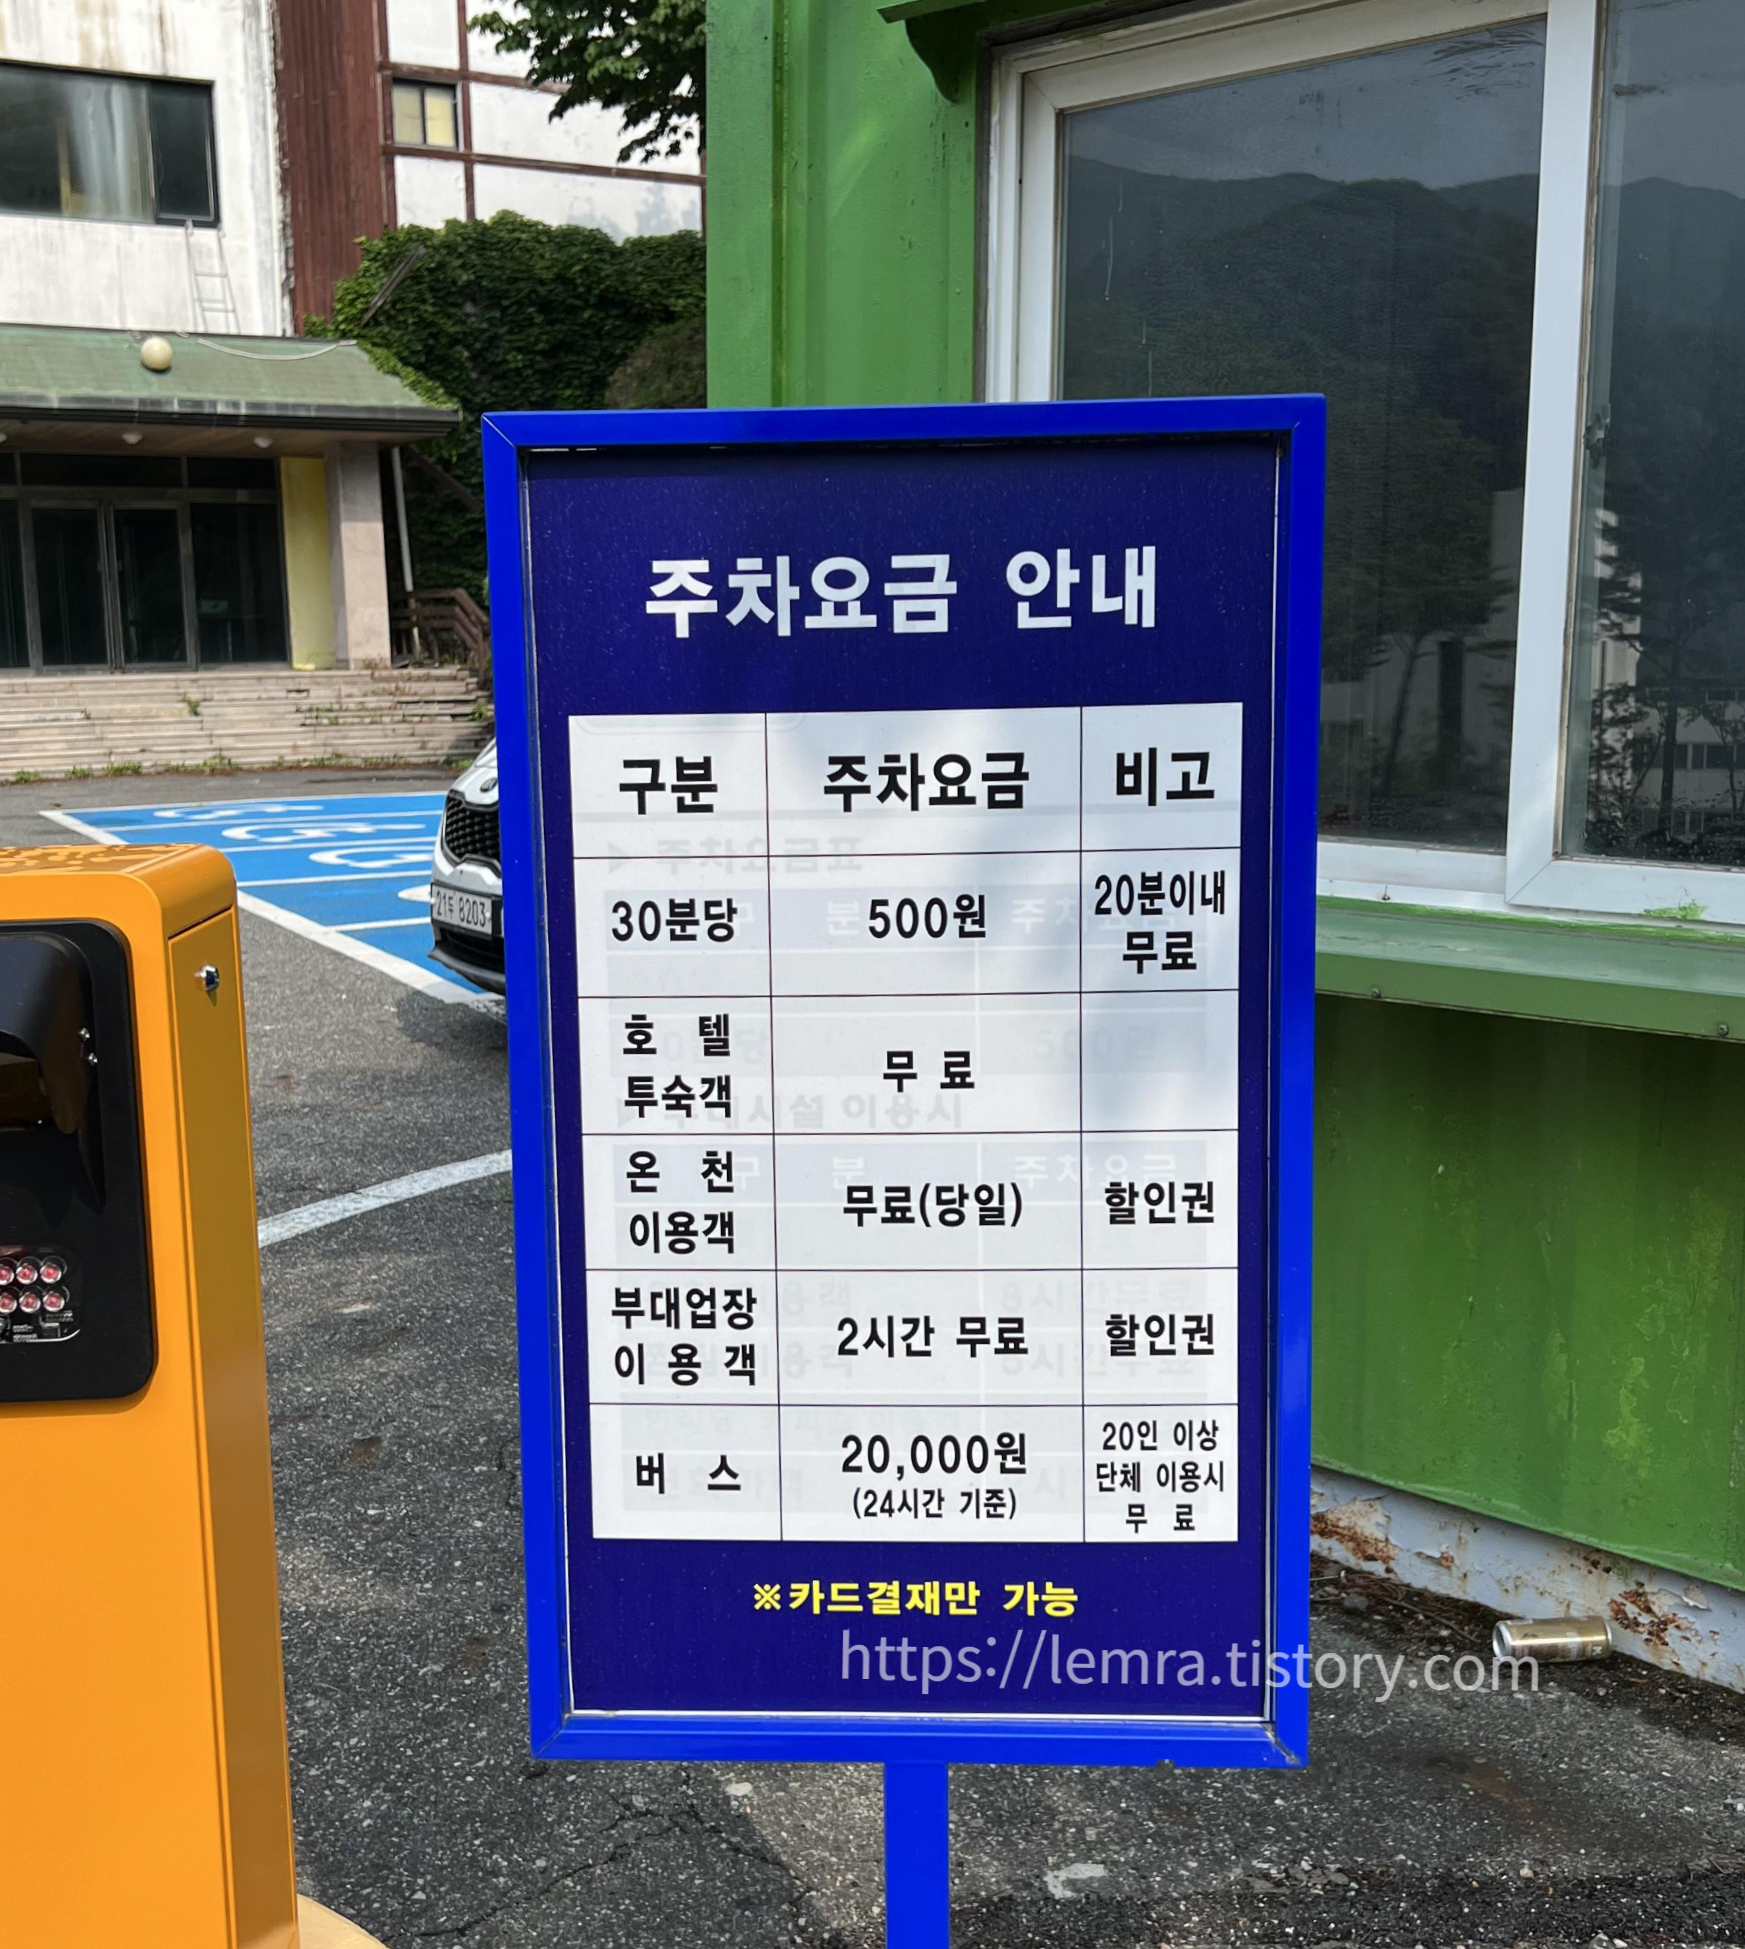 주차요금 안내
구분 주차요금 비고
30분당 500원 20분이내
무료
호 텔
투숙객
무 료
온 천
이용객
무료(당일) 할인권
부대업장
이 용 객
2시간 무료 할인권
버 스
20,000원
(24시간 기준)
20인 이상
단체 이용시
무 료
※카드결재만 가능
https://lemra.tistory.com
21두 8203